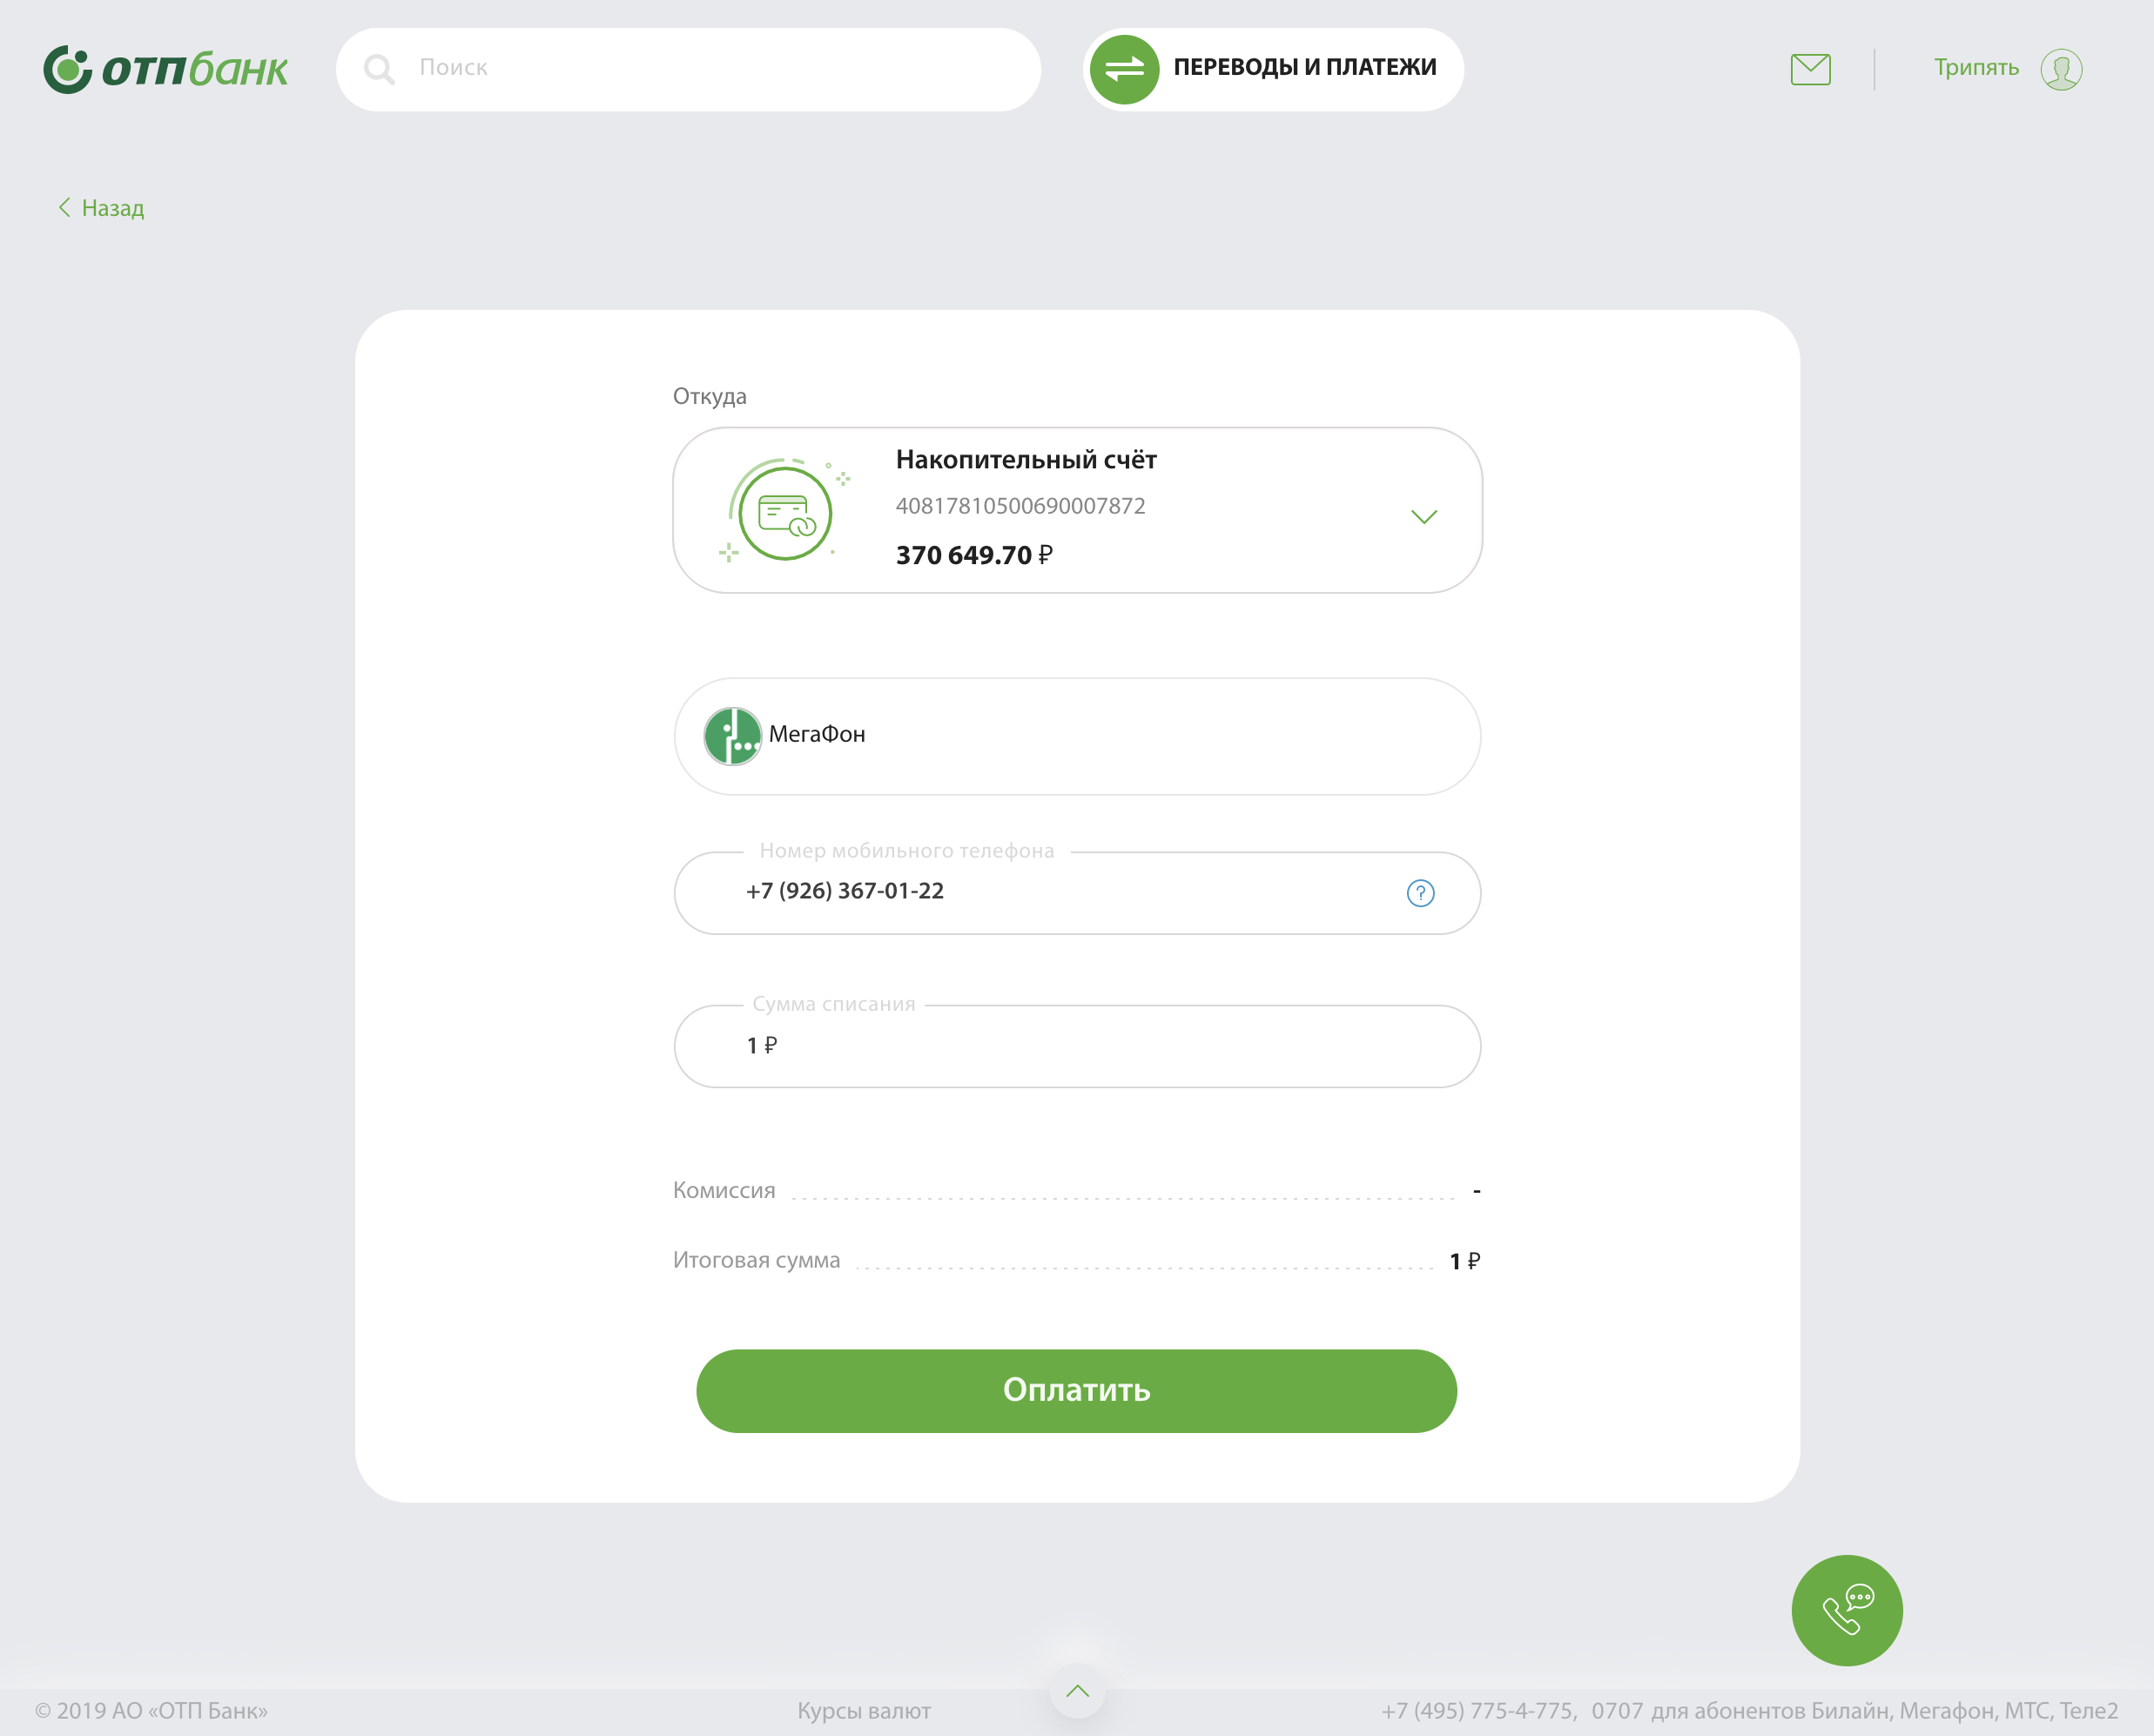 отпбанк
Поиск
ПЕРЕВОДЫ И ПЛАТЕЖИ
Трипять
Назад
Откуда
Накопительный счёт
40817810500690007872
370 649.70 ₽
МегаФон
Номер мобильного телефона
+7 (926) 367-01-22
?
Сумма списания
1 ₽
Комиссия -
Итоговая сумма 1 ₽
Оплатить
© 2019 АО «ОТП Банк»
Курсы валют
+7 (495) 775-4-775, 0707 для абонентов Билайн, Мегафон, МТС, Теле2